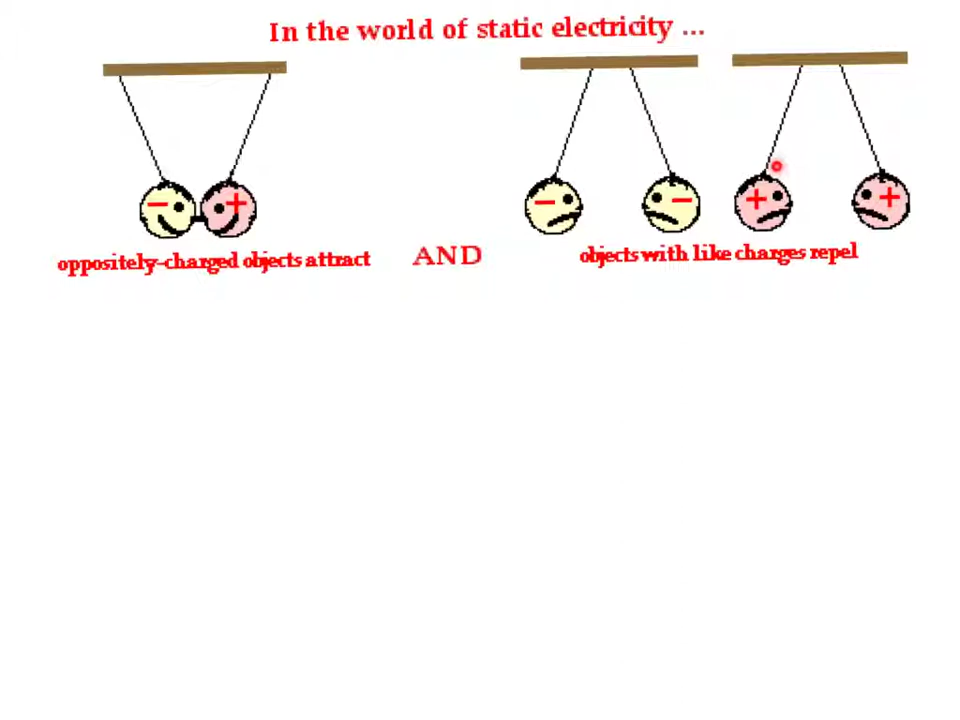 In the world of static electricity ...
− + − − + +
oppositely-charged objects attract AND objects with like charges repel